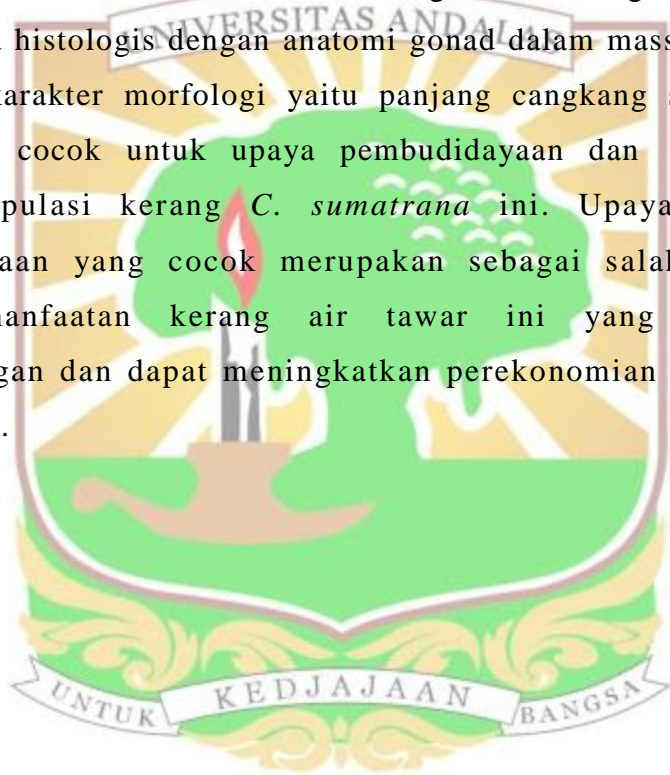 UNIVERSITAS ANDALAS
histologis dengan anatomi gonad dalam mass
karakter morfologi yaitu panjang cangkang s
cocok untuk upaya pembudidayaan dan
pulasi kerang C. sumatrana ini. Upaya
aan yang cocok merupakan sebagai salah
anfaatan kerang air tawar ini yang
gan dan dapat meningkatkan perekonomian
.
UNTUK KEDJAJAAN BANGSA